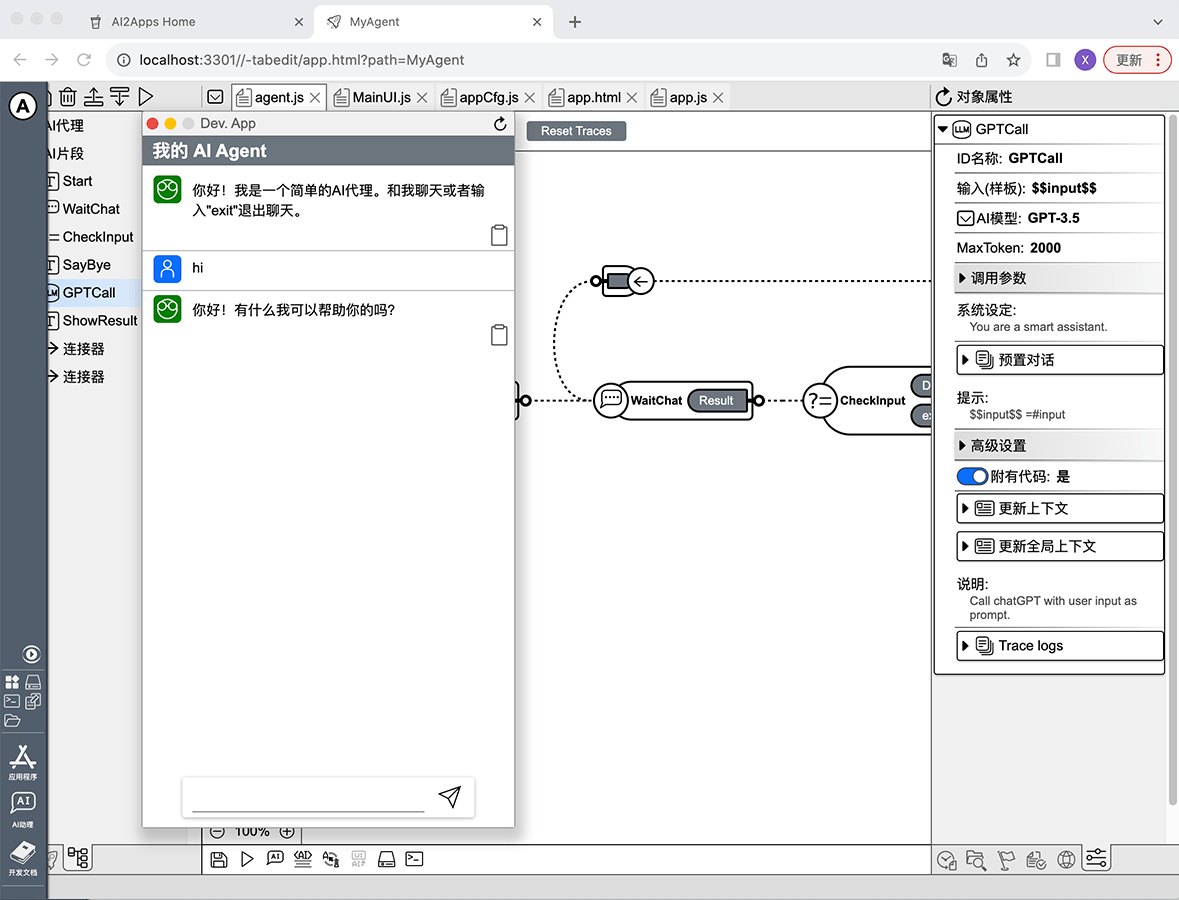 AI2Apps Home
MyAgent
localhost:3301//-tabedit/app.html?path=MyAgent
X
更新
A
agent.js
MainUI.js
appCfg.js
app.html
app.js
对象属性
AI代理
AI片段
Start
WaitChat
CheckInput
SayBye
GPTCall
ShowResult
连接器
连接器
Dev. App
我的 AI Agent
你好！我是一个简单的AI代理。和我聊天或者输
入"exit"退出聊天。
hi
你好！有什么我可以帮助你的吗?
Reset Traces
WaitChat
Result
?=
CheckInput
D
ex
LLM
GPTCall
ID名称: GPTCall
输入(样板): $$input$$
AI模型: GPT-3.5
MaxToken: 2000
调用参数
系统设定:
You are a smart assistant.
预置对话
提示:
$$input$$ =#input
高级设置
附有代码: 是
更新上下文
更新全局上下文
说明:
Call chatGPT with user input as
prompt.
Trace logs
应用程序
AI
AI助理
开发文档
100%
AI
AI
UI
AI